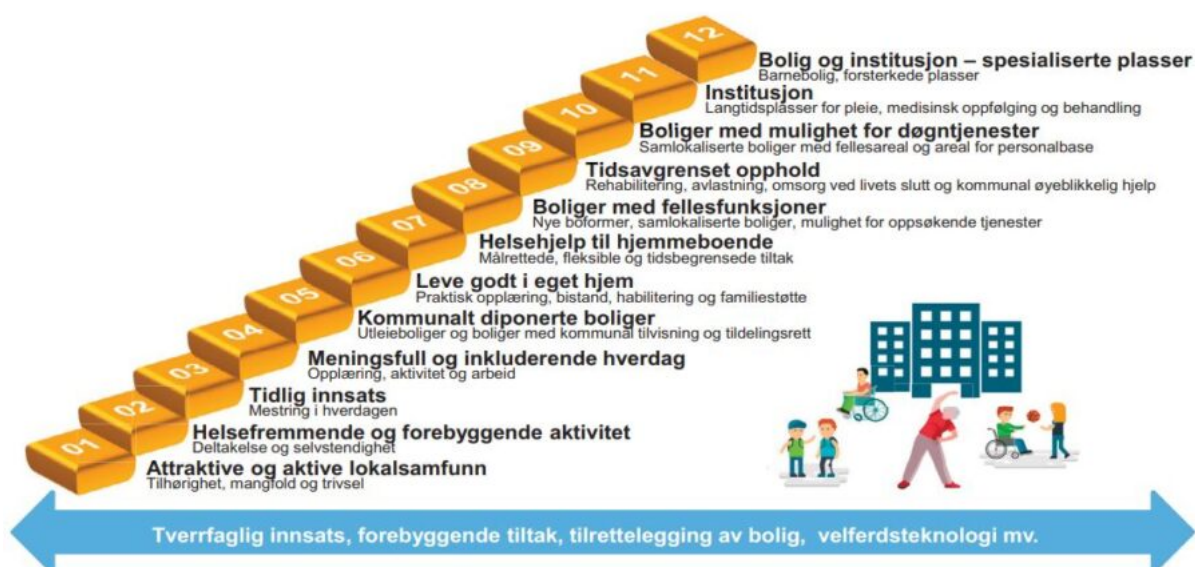 12
Bolig og institusjon – spesialiserte plasser
Barnebolig, forsterkede plasser
11
Institusjon
Langtidsplasser for pleie, medisinsk oppfølging og behandling
10
Boliger med mulighet for døgntjenester
Samlokaliserte boliger med fellesareal og areal for personalbase
09
Tidsavgrenset opphold
Rehabilitering, avlastning, omsorg ved livets slutt og kommunal øyeblikkelig hjelp
08
Boliger med fellesfunksjoner
Nye boformer, samlokaliserte boliger, mulighet for oppsøkende tjenester
07
Helsehjelp til hjemmeboende
Målrettede, fleksible og tidsbegrensede tiltak
06
Leve godt i eget hjem
Praktisk opplæring, bistand, habilitering og familiestøtte
05
Kommunalt diponerte boliger
Utleieboliger og boliger med kommunal tilvisning og tildelingsrett
04
Meningsfull og inkluderende hverdag
Opplæring, aktivitet og arbeid
03
Tidlig innsats
Mestring i hverdagen
02
Helsefremmende og forebyggende aktivitet
Deltakelse og selvstendighet
01
Attraktive og aktive lokalsamfunn
Tilhørighet, mangfold og trivsel
Tverrfaglig innsats, forebyggende tiltak, tilrettelegging av bolig, velferdsteknologi mv.